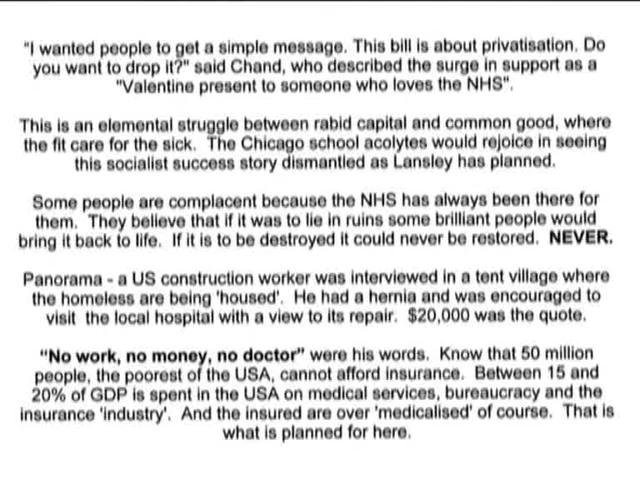 "I wanted people to get a simple message. This bill is about privatisation. Do
you want to drop it?" said Chand, who described the surge in support as a
"Valentine present to someone who loves the NHS".
This is an elemental struggle between rabid capital and common good, where
the fit care for the sick. The Chicago school acolytes would rejoice in seeing
this socialist success story dismantled as Lansley has planned.
Some people are complacent because the NHS has always been there for
them. They believe that if it was to lie in ruins some brilliant people would
bring it back to life. If it is to be destroyed it could never be restored. NEVER.
Panorama - a US construction worker was interviewed in a tent village where
the homeless are being 'housed'. He had a hernia and was encouraged to
visit the local hospital with a view to its repair. $20,000 was the quote.
"No work, no money, no doctor" were his words. Know that 50 million
people, the poorest of the USA, cannot afford insurance. Between 15 and
20% of GDP is spent in the USA on medical services, bureaucracy and the
insurance 'industry'. And the insured are over 'medicalised' of course. That is
what is planned for here.